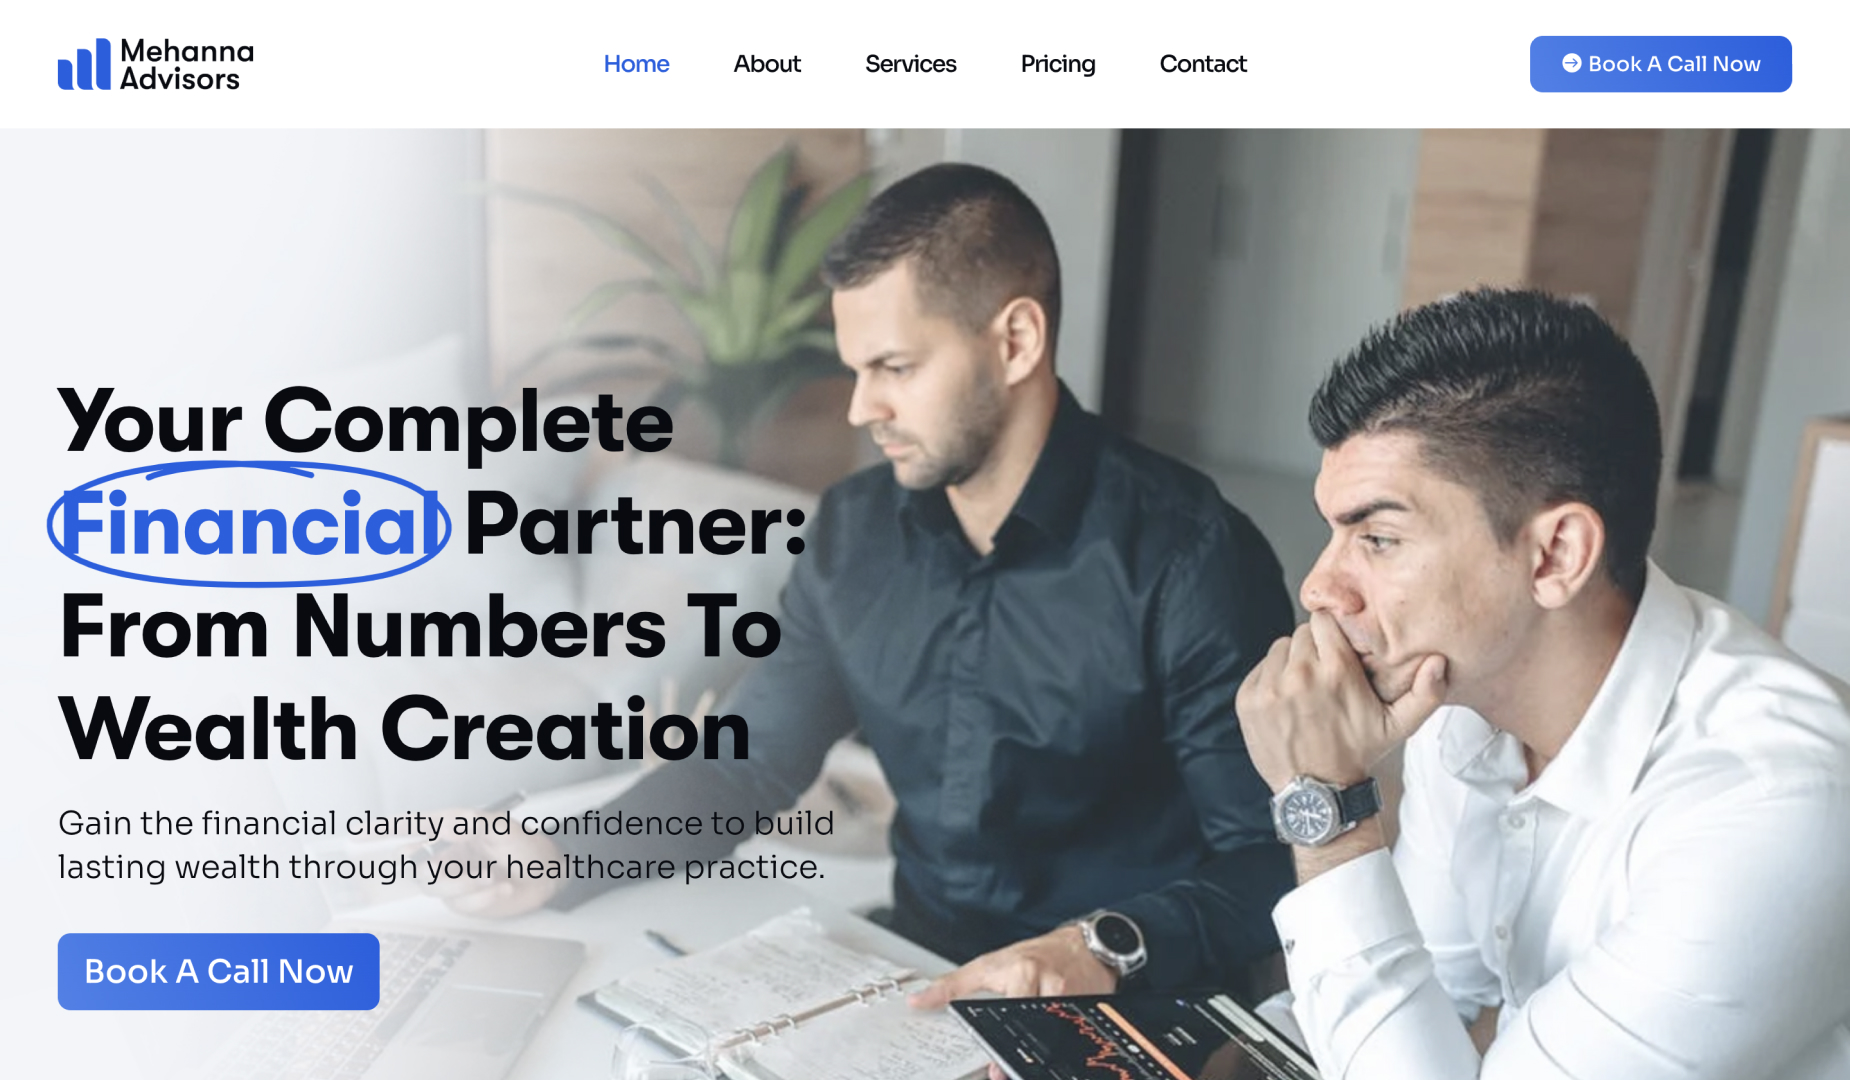 Mehanna
Advisors
Home
About
Services
Pricing
Contact
Book A Call Now
Your Complete
Financial Partner:
From Numbers To
Wealth Creation
Gain the financial clarity and confidence to build
lasting wealth through your healthcare practice.
Book A Call Now